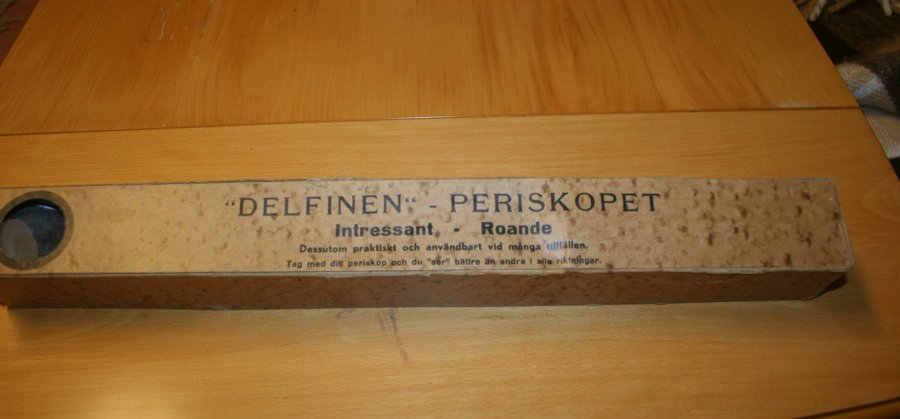 "DELFINEN" - PERISKOPET
Intressant - Roande
Dessutom praktiskt och användbart vid många tillfällen.
Tag med ditt periskop och du "ser" bättre än andra i alla riktningar.